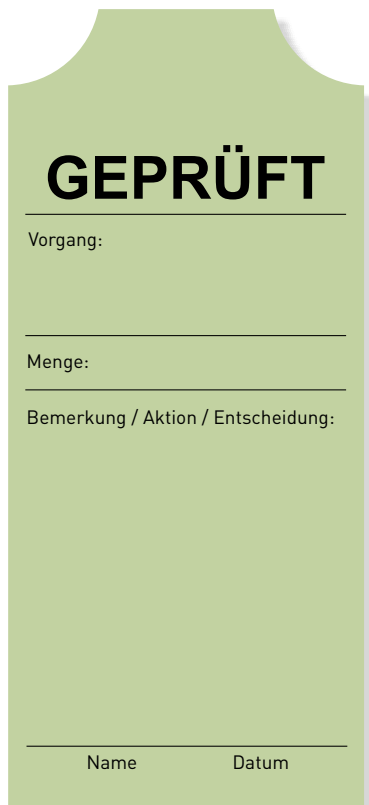 GEPRÜFT
Vorgang:
Menge:
Bemerkung / Aktion / Entscheidung:
Name Datum